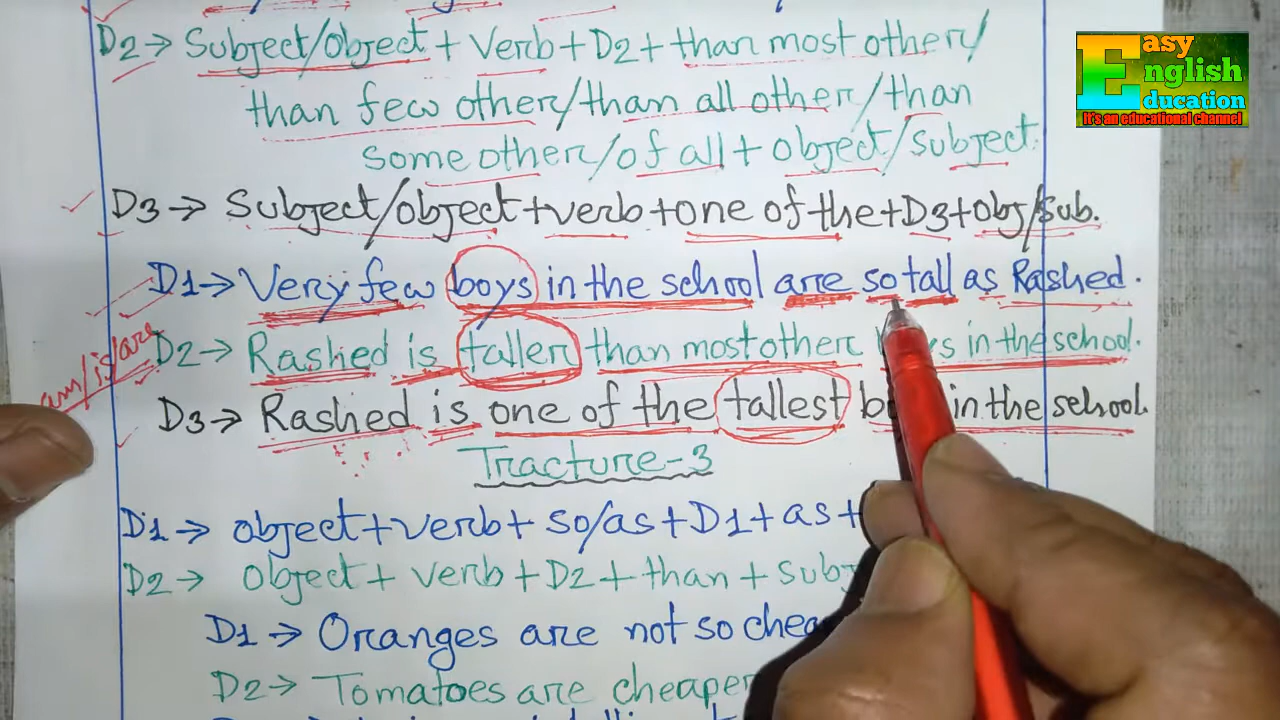 Easy
English
Education
It's an educational channel
D2→ Subject/object + Verb + D2 + than most other/
than few other/than all other/than
some other/of all + object/subject.
D3→ Subject/object +verb +one of the+D3+obj/sub.
D1→ Very few boys in the school are so tall as Rashed.
am/is/are
D2→ Rashed is taller than most other in the school.
D3→ Rashed is one of the tallest in the school.
Tracture-3
D1→ object+verb+ so/as +D1+ as+
D2→ object + verb +D2 + than +
D1→ Oranges are not so
D2→ Tomatoes are cheaper